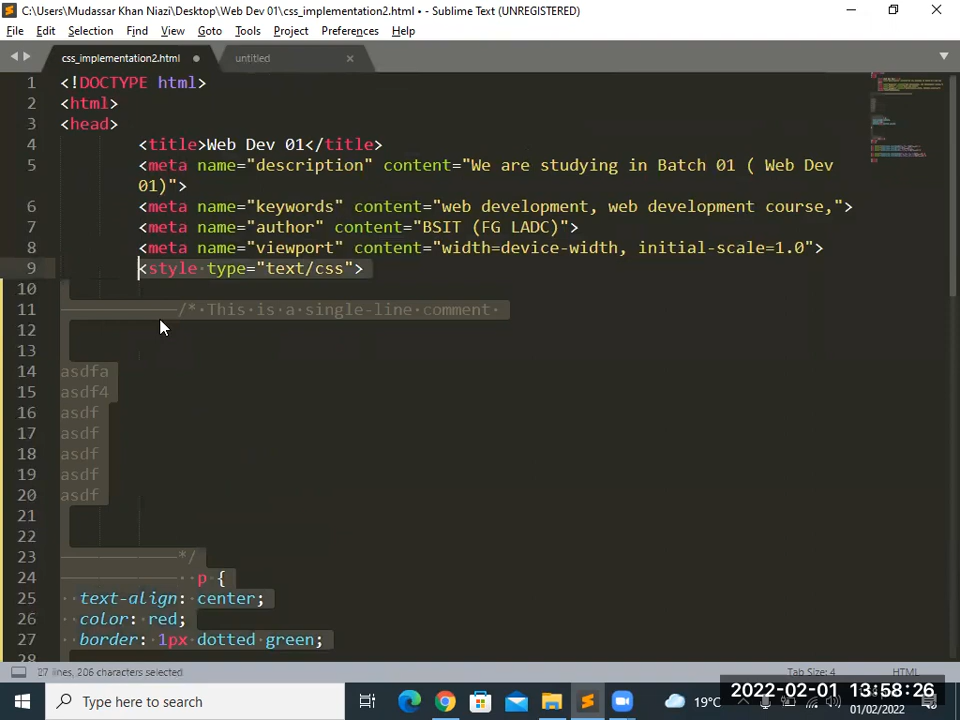 C:\Users\Mudassar Khan Niazi\Desktop\Web Dev 01\css_implementation2.html • - Sublime Text (UNREGISTERED)
File Edit Selection Find View Goto Tools Project Preferences Help
css_implementation2.html untitled
1 <!DOCTYPE html>
2 <html>
3 <head>
4 <title>Web Dev 01</title>
5 <meta name="description" content="We are studying in Batch 01 ( Web Dev
01)">
6 <meta name="keywords" content="web development, web development course,">
7 <meta name="author" content="BSIT (FG LADC)">
8 <meta name="viewport" content="width=device-width, initial-scale=1.0">
9 <style type="text/css">
10
11 /* This is a single-line comment
12
13
14 asdfa
15 asdf4
16 asdf
17 asdf
18 asdf
19 asdf
20 asdf
21
22
23 */
24 p {
25 text-align: center;
26 color: red;
27 border: 1px dotted green;
28
27 lines, 206 characters selected
Tab Size: 4 HTML
Type here to search
19°C
2022-02-01 13:58:26
01/02/2022